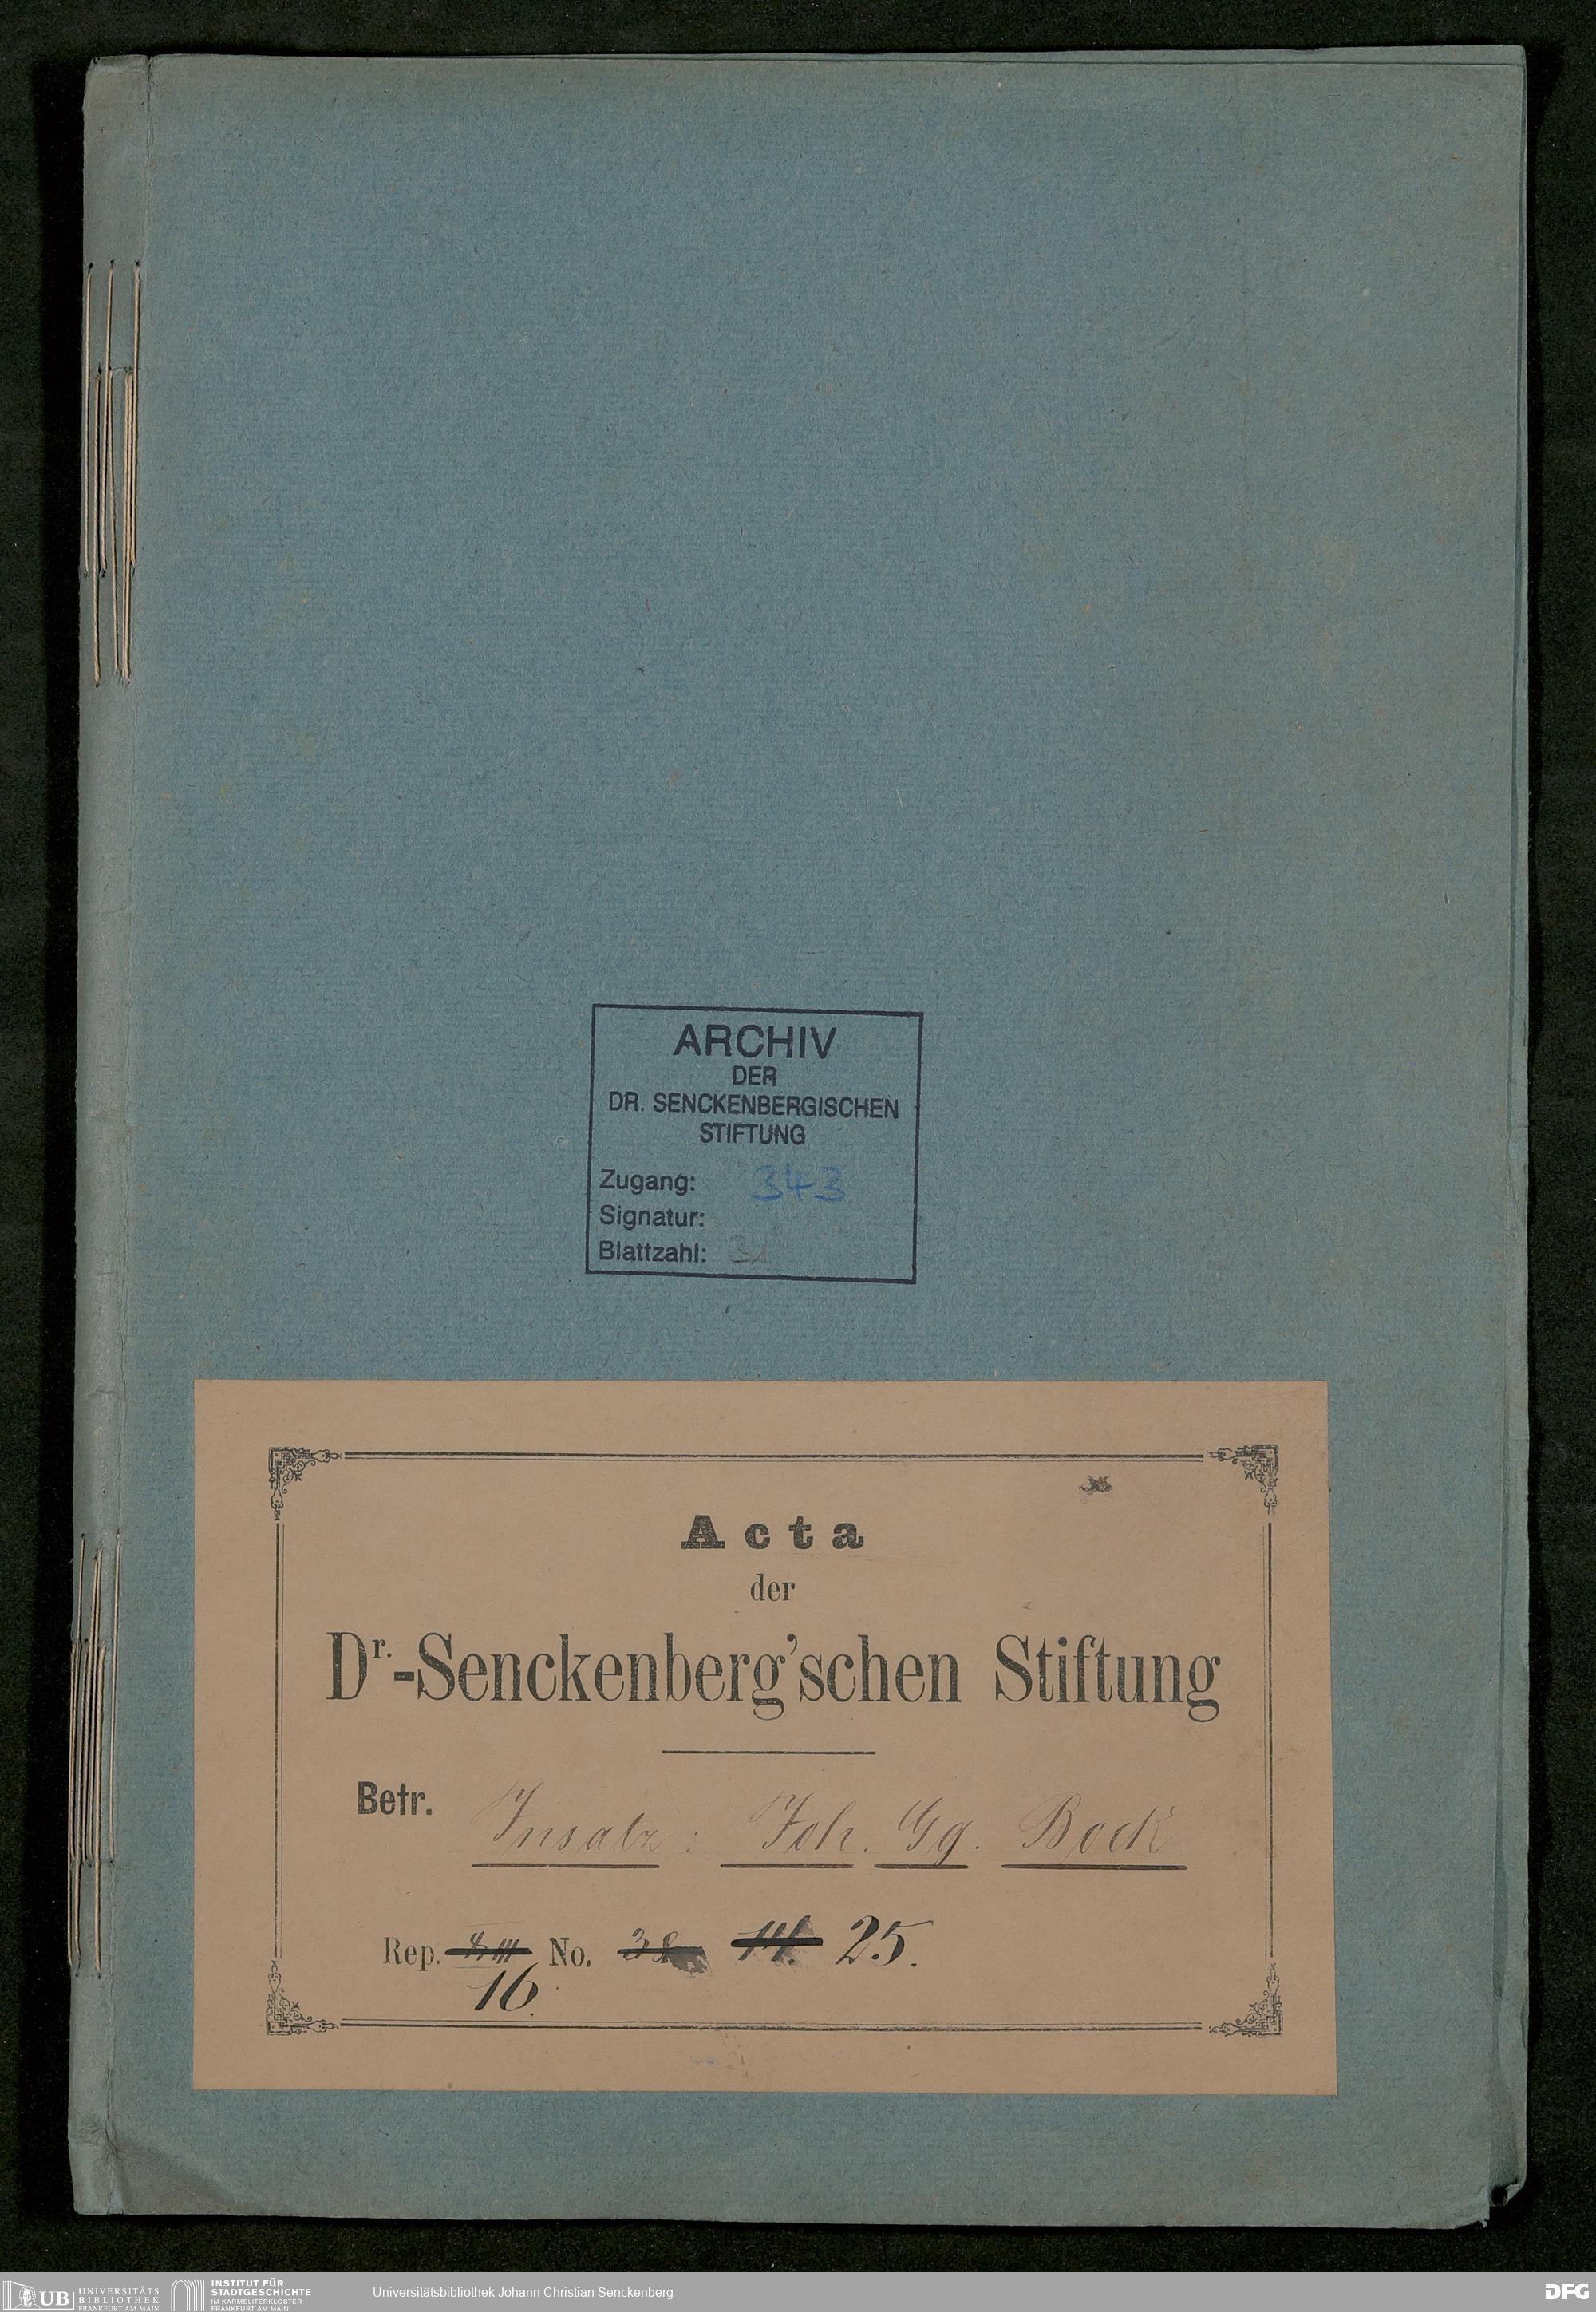 ARCHIV
DER
DR. SENCKENBERGISCHEN
STIFTUNG
Zugang: 343
Signatur:
Blattzahl:
Acta
der
Dr.-Senckenberg'schen Stiftung
Betr. Insatz: Joh. Gg. Bock
Rep. No. 38 14. 25.
16.
UB UNIVERSITÄTS
BIBLIOTHEK
FRANKFURT AM MAIN
INSTITUT FÜR
STADTGESCHICHTE
IM KARMELITERKLOSTER
FRANKFURT AM MAIN
Universitätsbibliothek Johann Christian Senckenberg
DFG